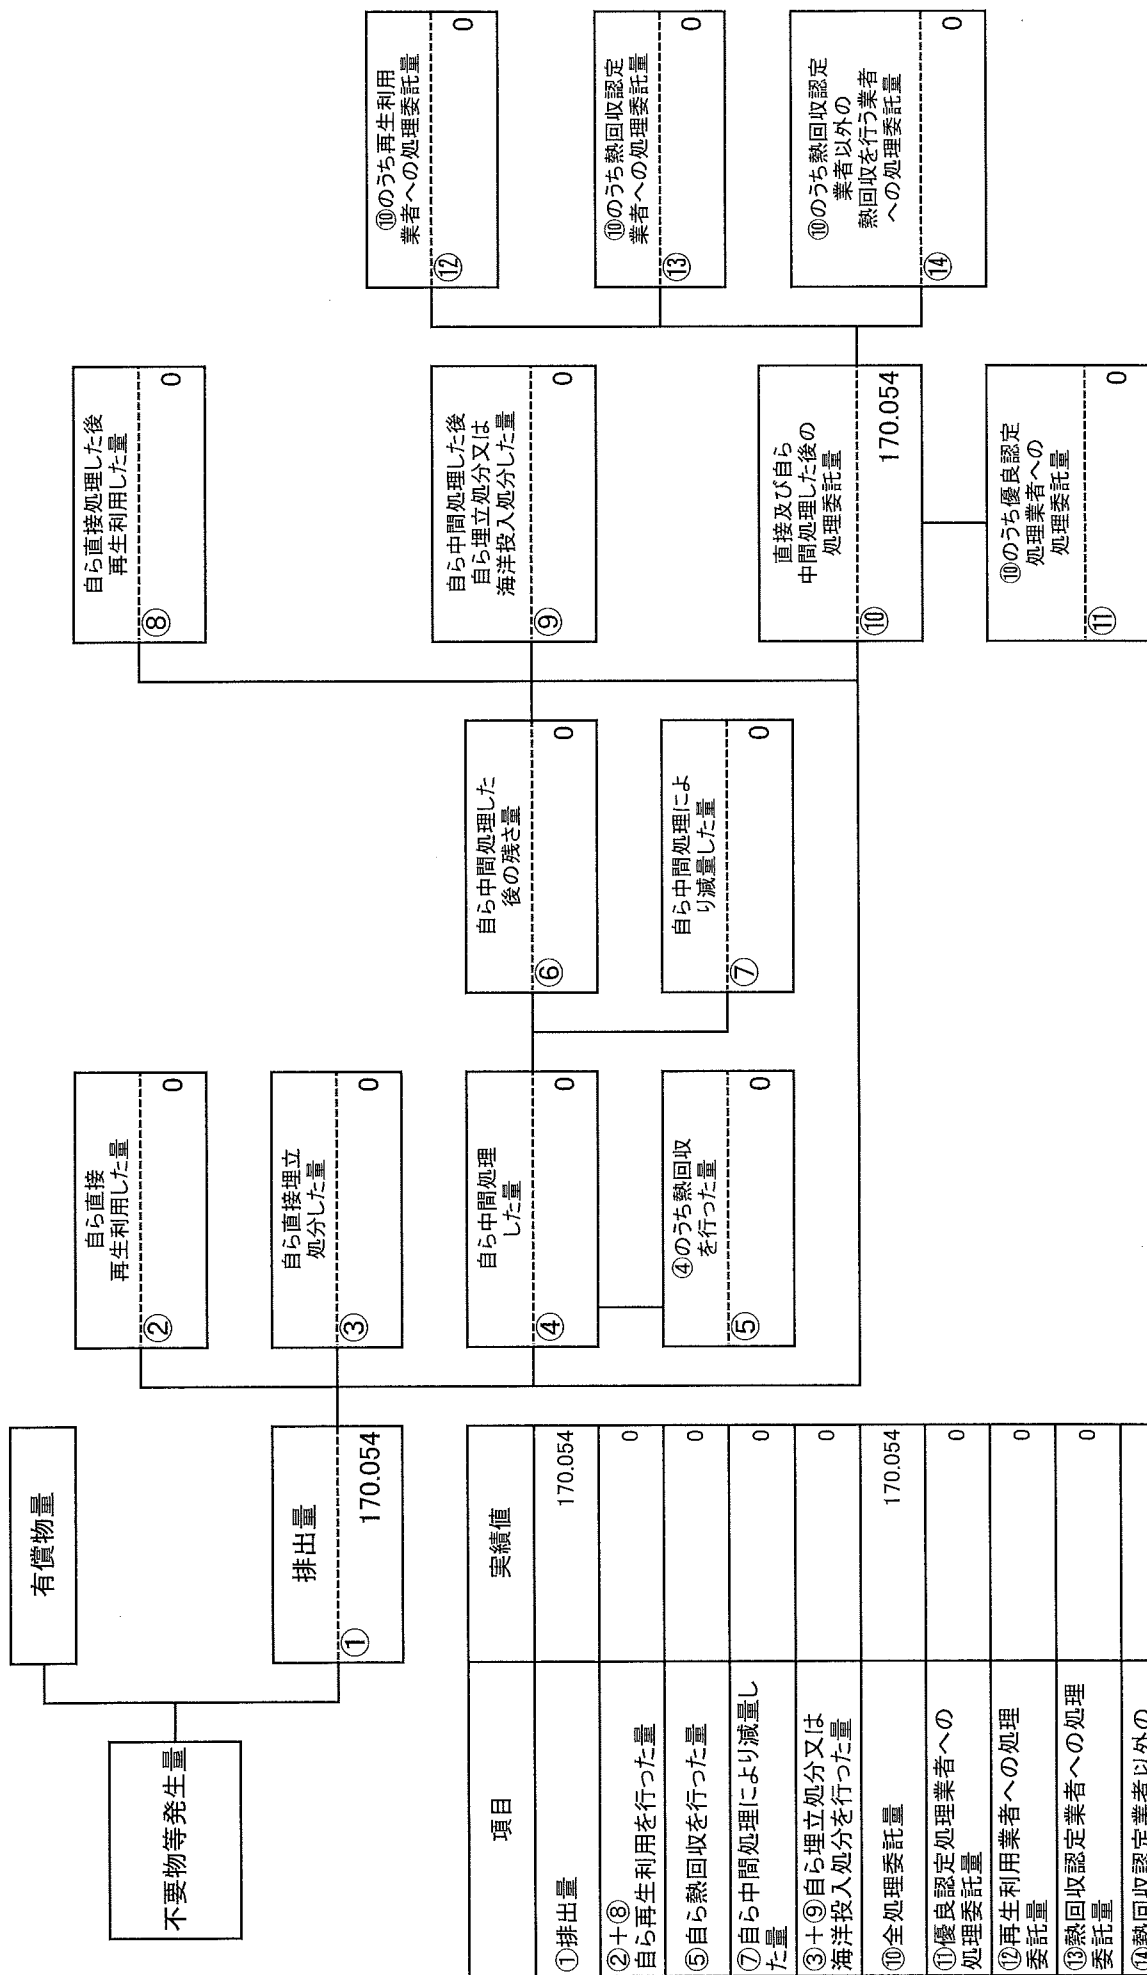 不要物等発生量
有償物量
排出量
①
170.054
自ら直接
再生利用した量
②
0
自ら直接埋立
処分した量
③
0
自ら中間処理
した量
④
0
④のうち熱回収
を行った量
⑤
0
自ら中間処理した
後の残さ量
⑥
0
自ら中間処理によ
り減量した量
⑦
0
自ら直接処理した後
再生利用した量
⑧
0
自ら中間処理した後
自ら埋立処分又は
海洋投入処分した量
⑨
0
直接及び自ら
中間処理した後の
処理委託量
⑩
170.054
⑩のうち優良認定
処理業者への
処理委託量
⑪
0
⑩のうち再生利用
業者への処理委託量
⑫
0
⑩のうち熱回収認定
業者への処理委託量
⑬
0
⑩のうち熱回収認定
業者以外の
熱回収を行う業者
への処理委託量
⑭
0
項目 実績値
①排出量 170.054
②+⑧
自ら再生利用を行った量 0
⑤自ら熱回収を行った量 0
⑦自ら中間処理により減量し
た量 0
③+⑨自ら埋立処分又は
海洋投入処分を行った量 0
⑩全処理委託量 170.054
⑪優良認定処理業者への
処理委託量 0
⑫再生利用業者への処理
委託量 0
⑬熱回収認定業者への処理
委託量 0
⑭熱回収認定業者以外の